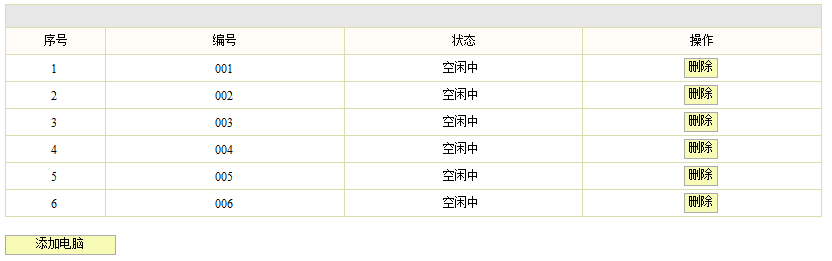 序号 编号 状态 操作
1 001 空闲中 删除
2 002 空闲中 删除
3 003 空闲中 删除
4 004 空闲中 删除
5 005 空闲中 删除
6 006 空闲中 删除
添加电脑